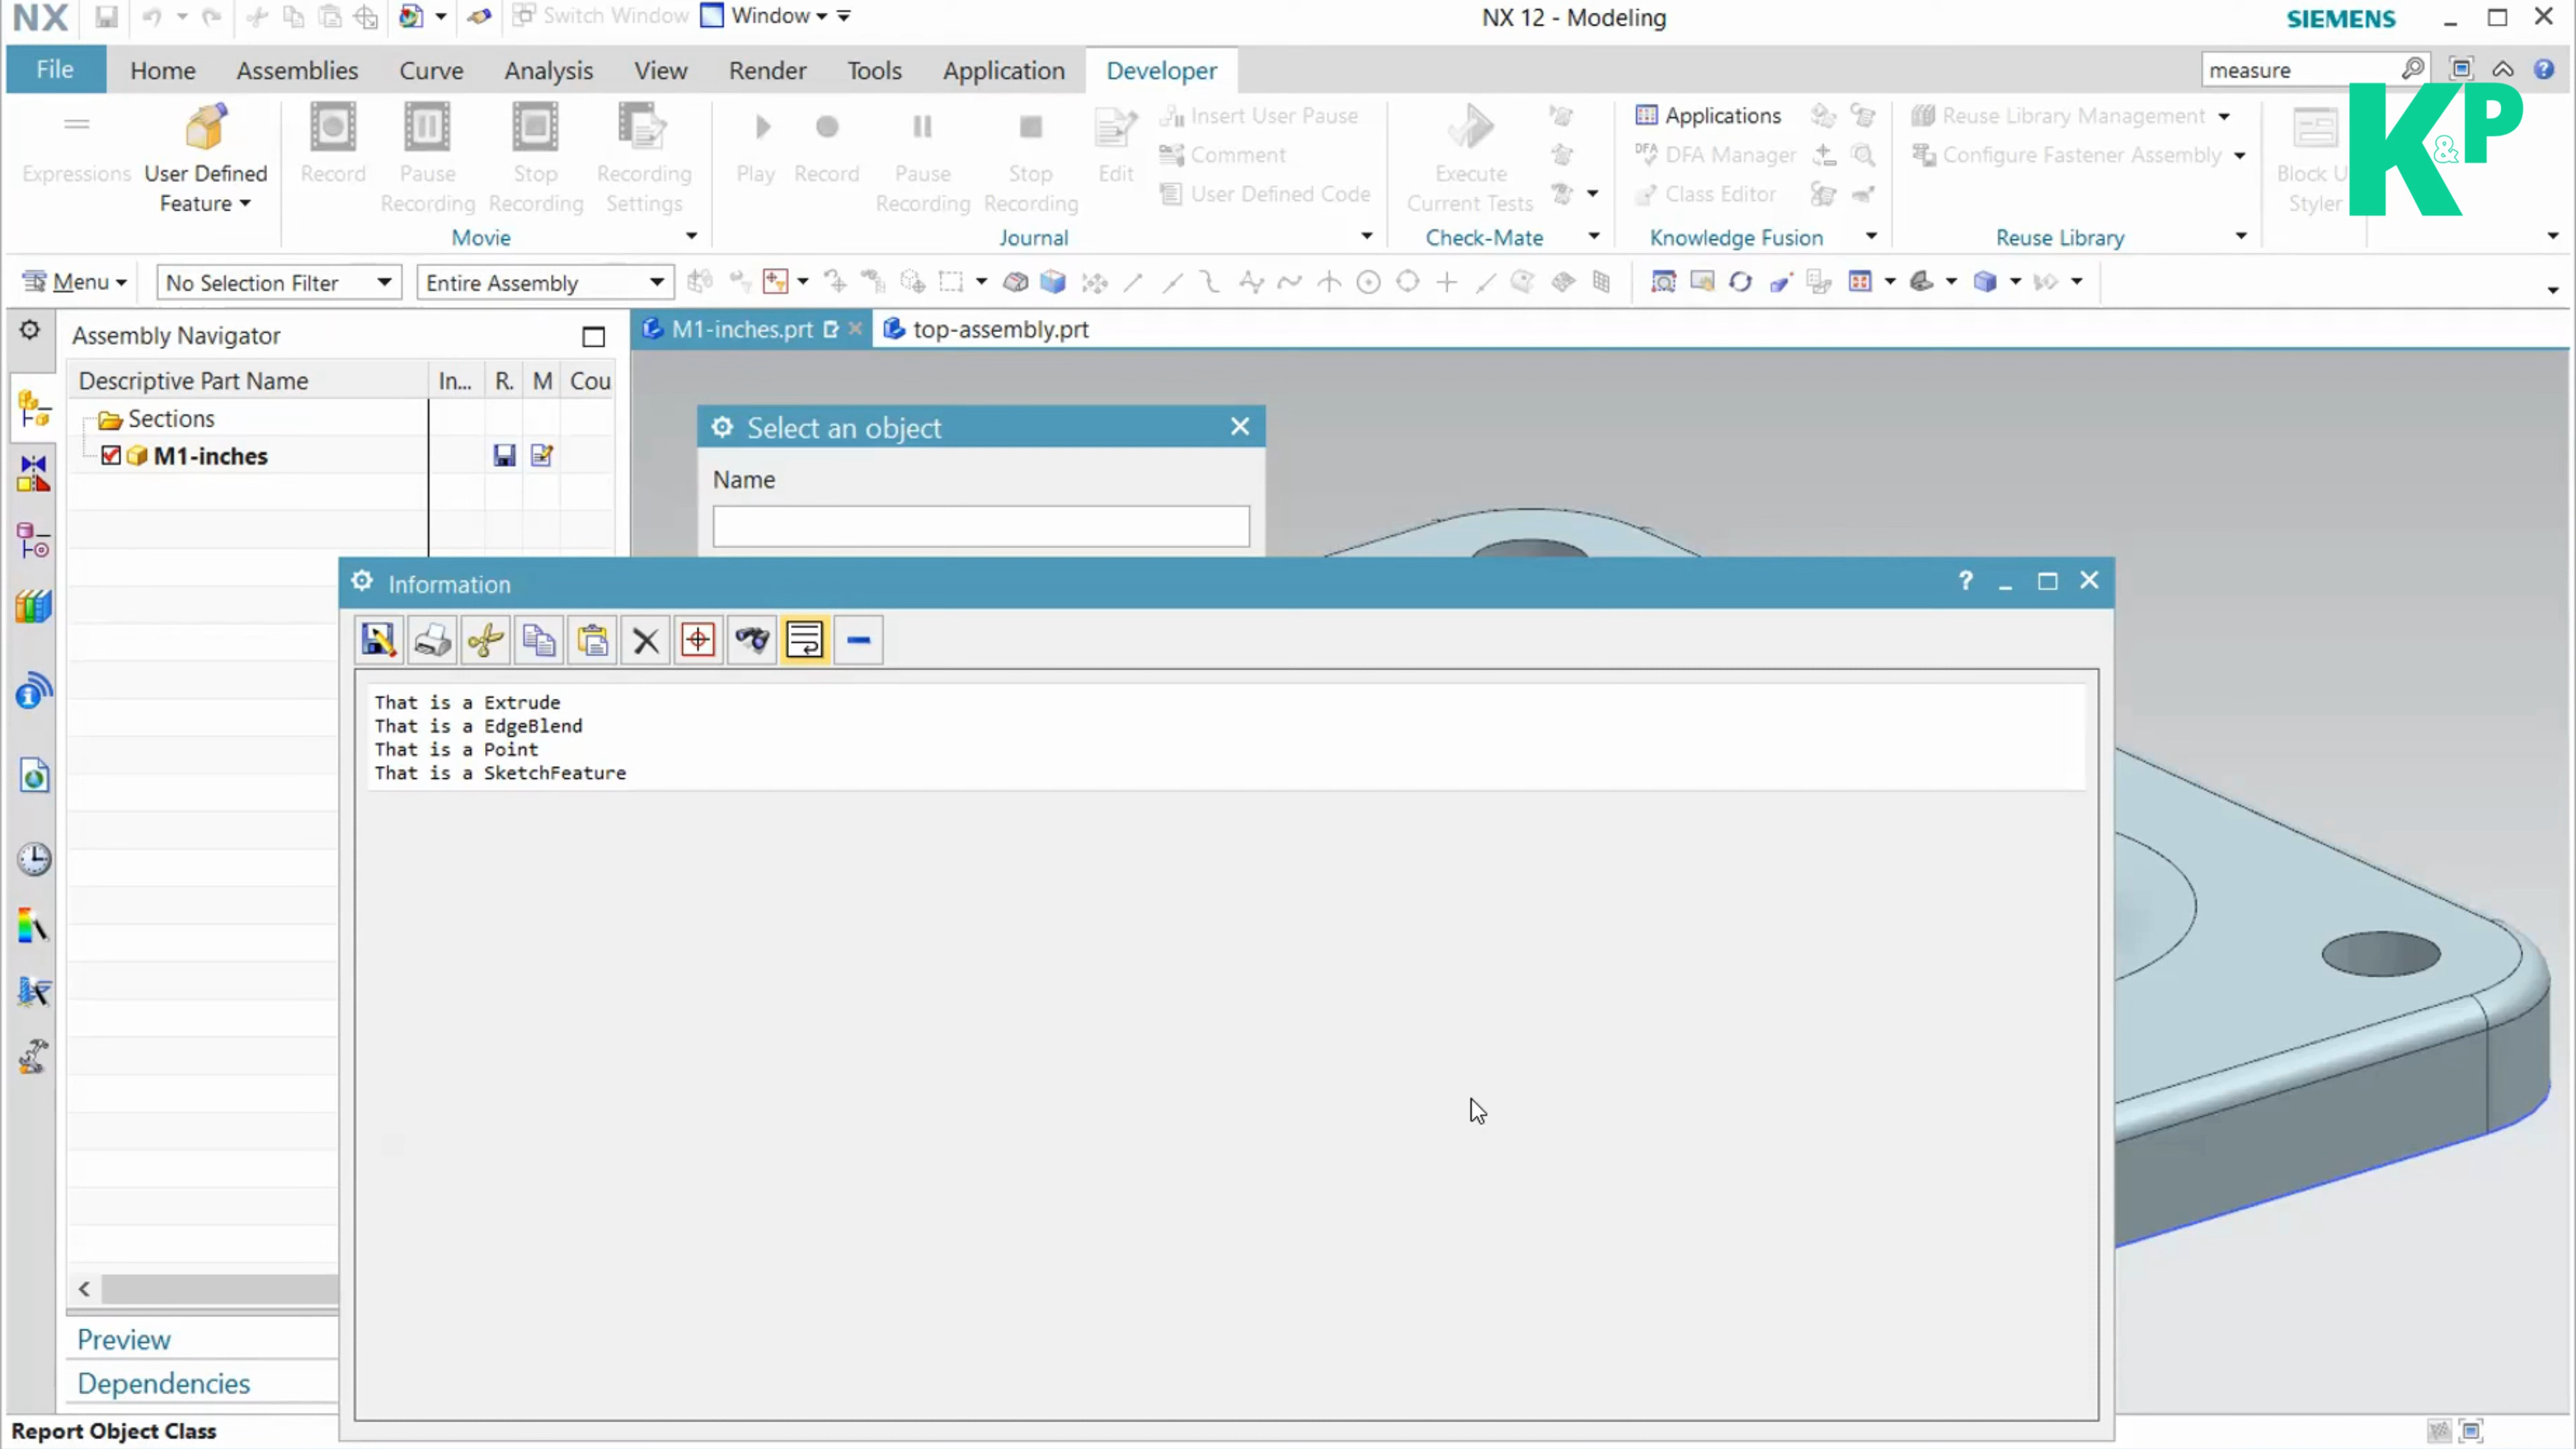 NX
Switch Window
Window
NX 12 - Modeling
SIEMENS
File
Home
Assemblies
Curve
Analysis
View
Render
Tools
Application
Developer
measure
K&P
Expressions
User Defined
Feature
Record
Pause
Recording
Stop
Recording
Recording
Settings
Movie
Play
Record
Pause
Recording
Stop
Recording
Edit
Insert User Pause
Comment
User Defined Code
Journal
Execute
Current Tests
Check-Mate
Applications
DFA Manager
Class Editor
Knowledge Fusion
Reuse Library Management
Configure Fastener Assembly
Reuse Library
Block U
Styler
Menu
No Selection Filter
Entire Assembly
Assembly Navigator
M1-inches.prt
top-assembly.prt
Descriptive Part Name
In...
R.
M
Cou
Sections
M1-inches
Select an object
Name
Information
That is a Extrude
That is a EdgeBlend
That is a Point
That is a SketchFeature
Preview
Dependencies
Report Object Class